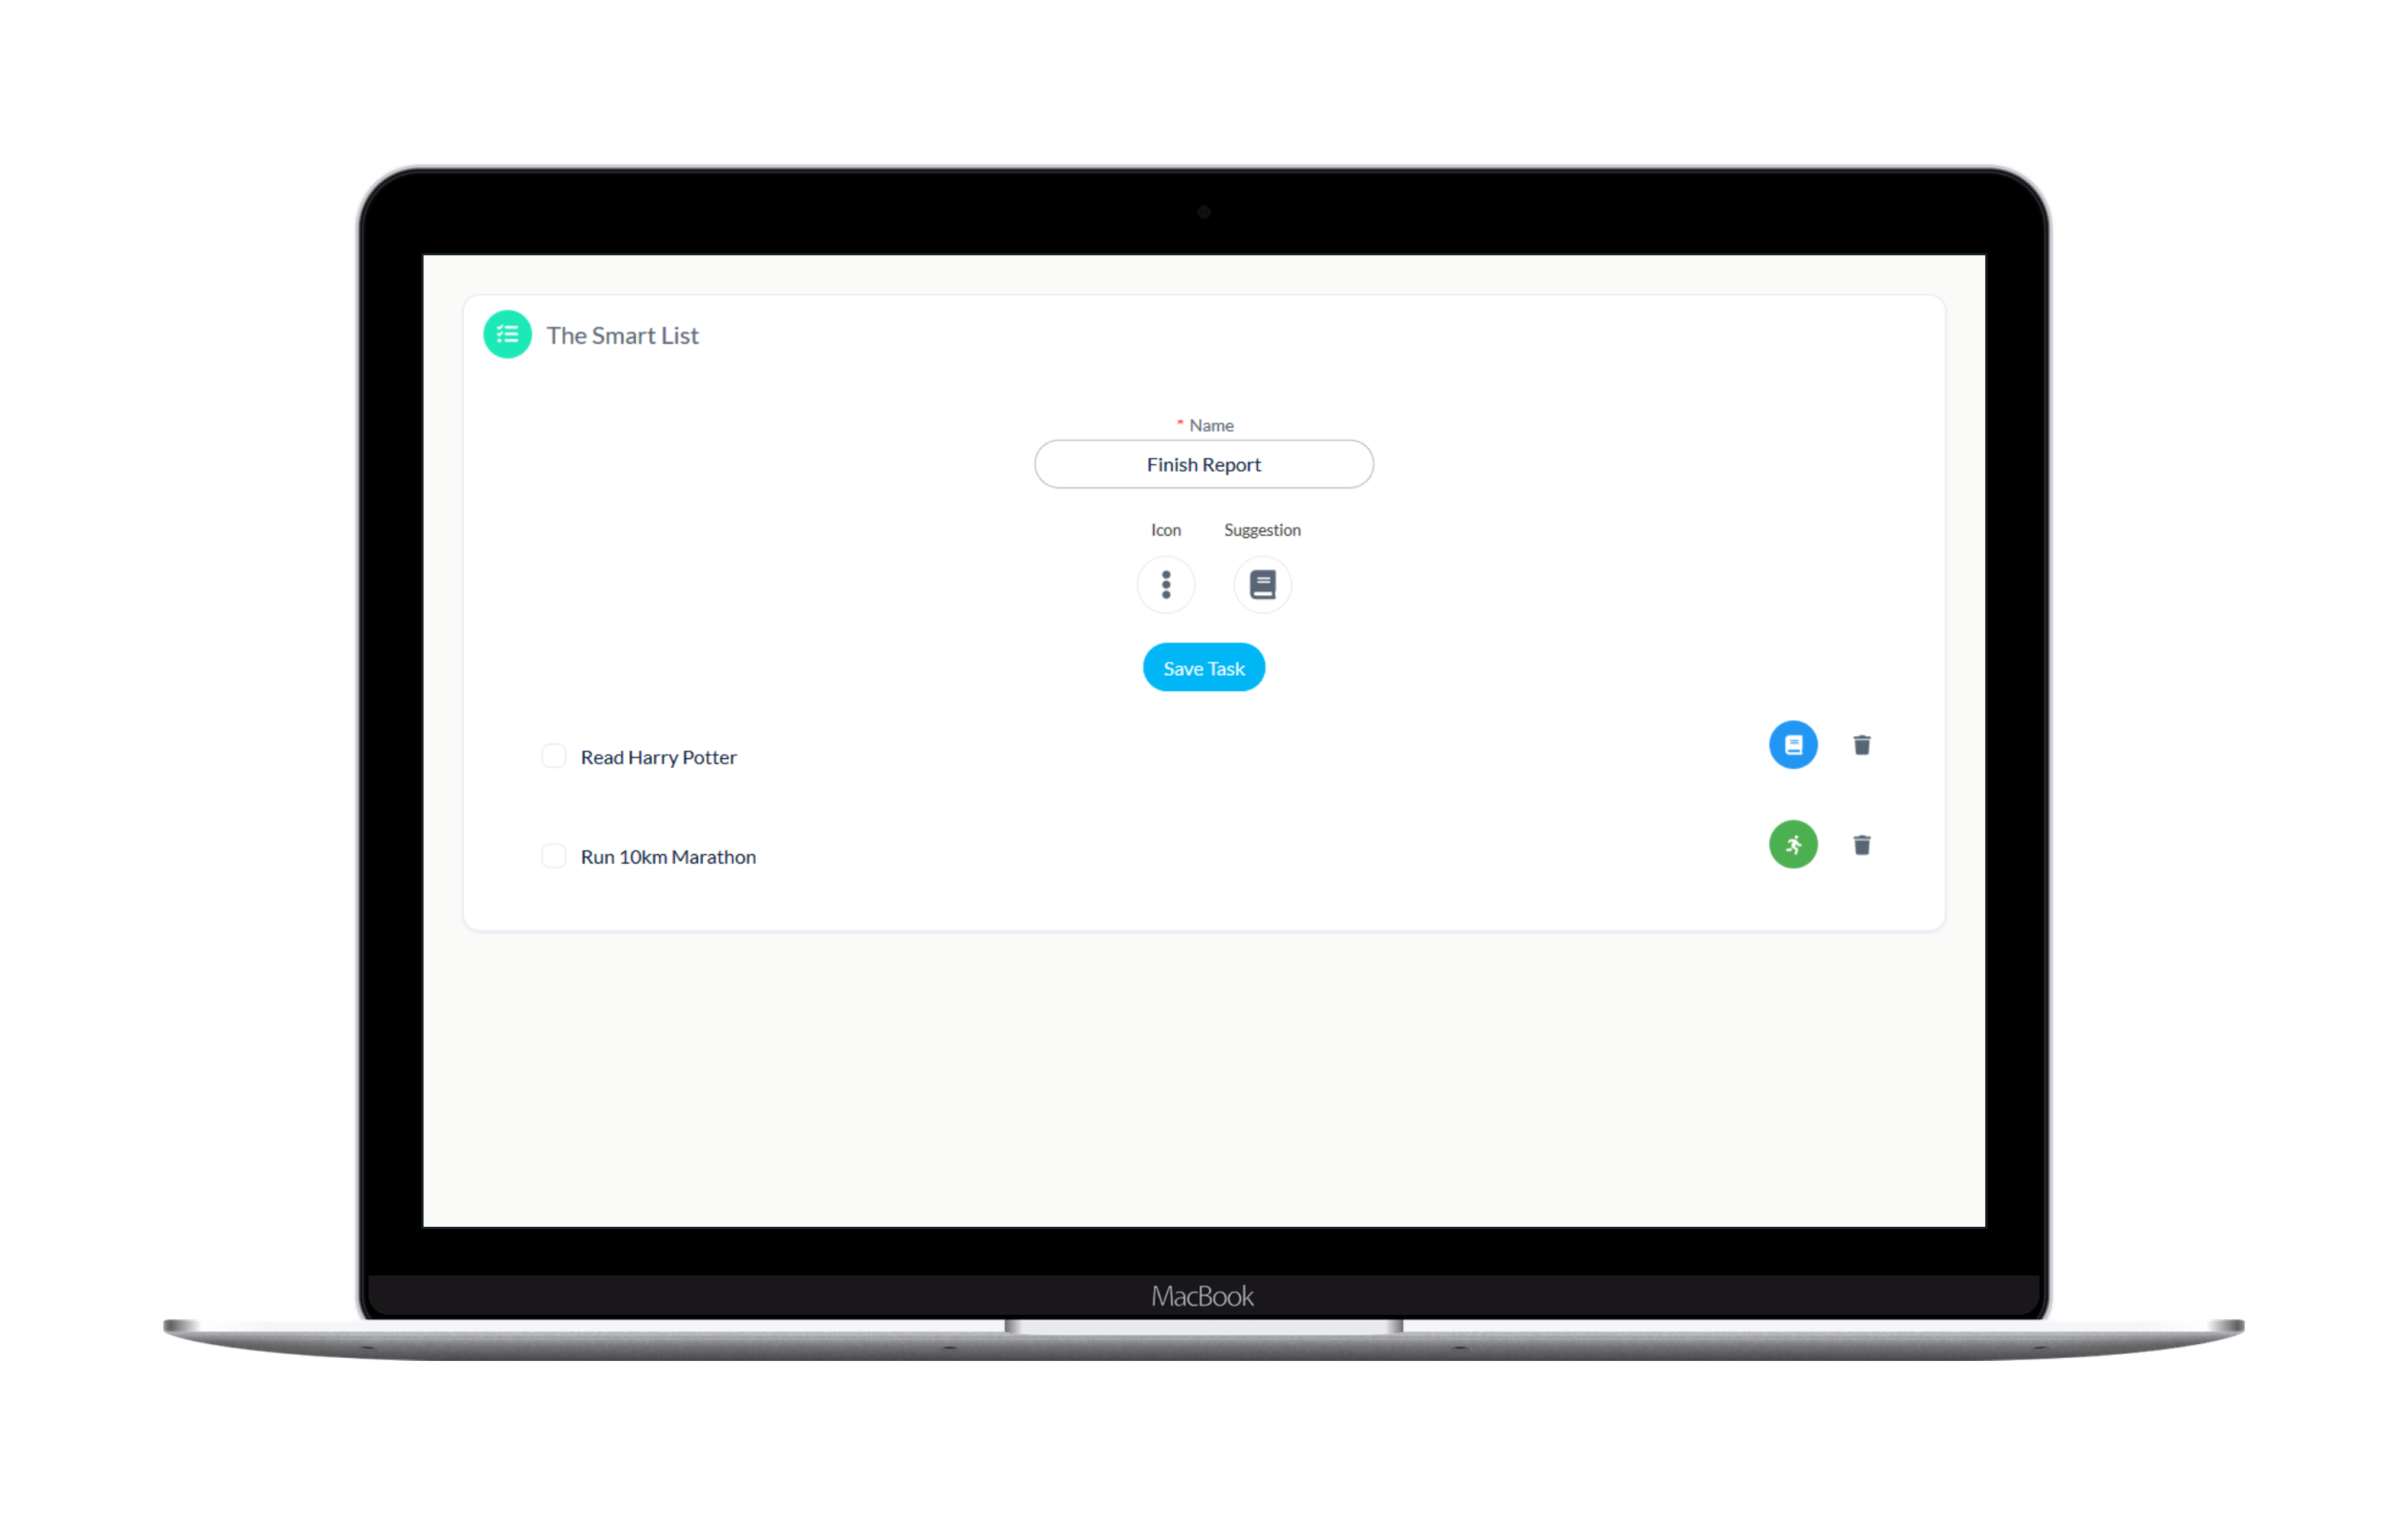 The Smart List
* Name
Finish Report
Icon Suggestion
Save Task
Read Harry Potter
Run 10km Marathon
MacBook